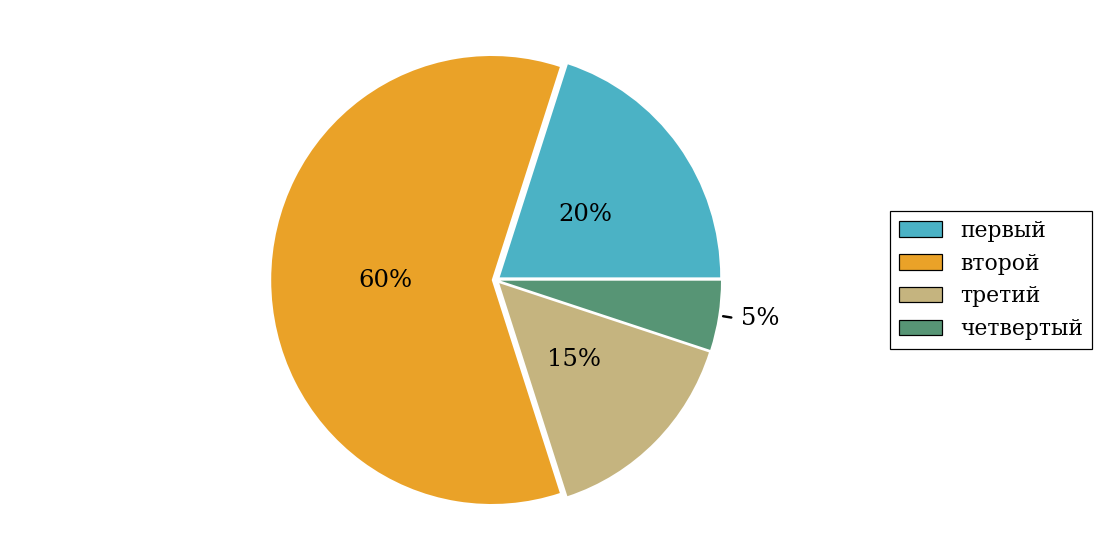 20%
60%
5%
15%
первый
второй
третий
четвертый